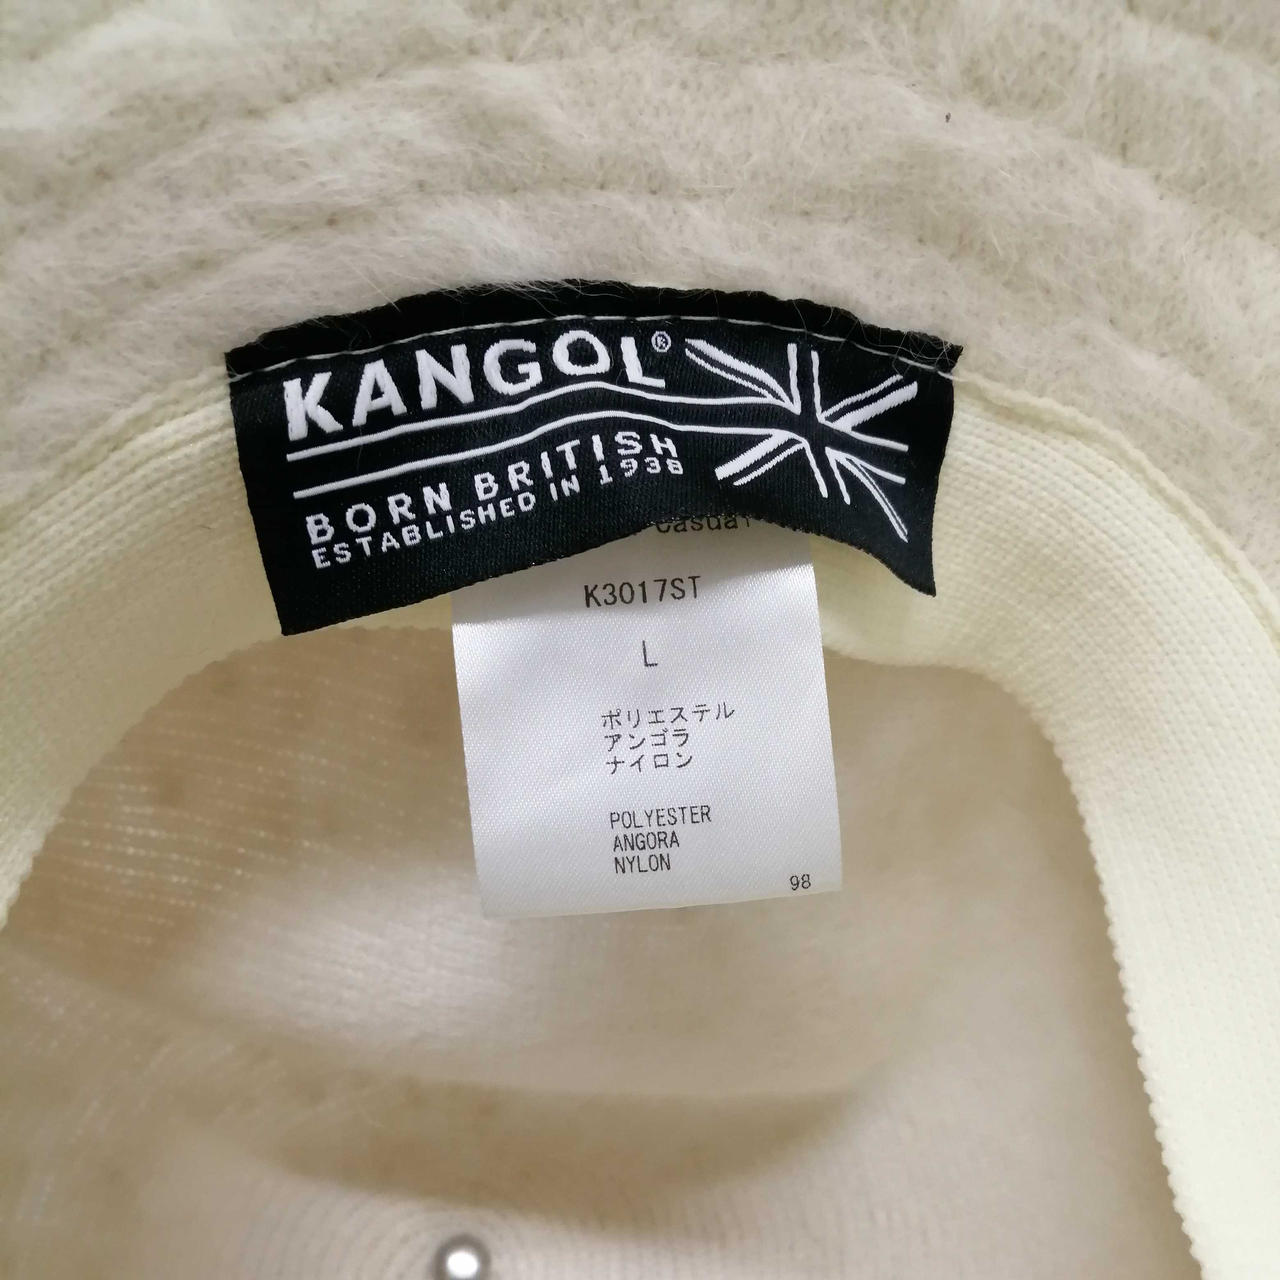 KANGOL®
BORN BRITISH
ESTABLISHED IN 1938
Casual
K3017ST
L
ポリエステル
アンゴラ
ナイロン
POLYESTER
ANGORA
NYLON
98